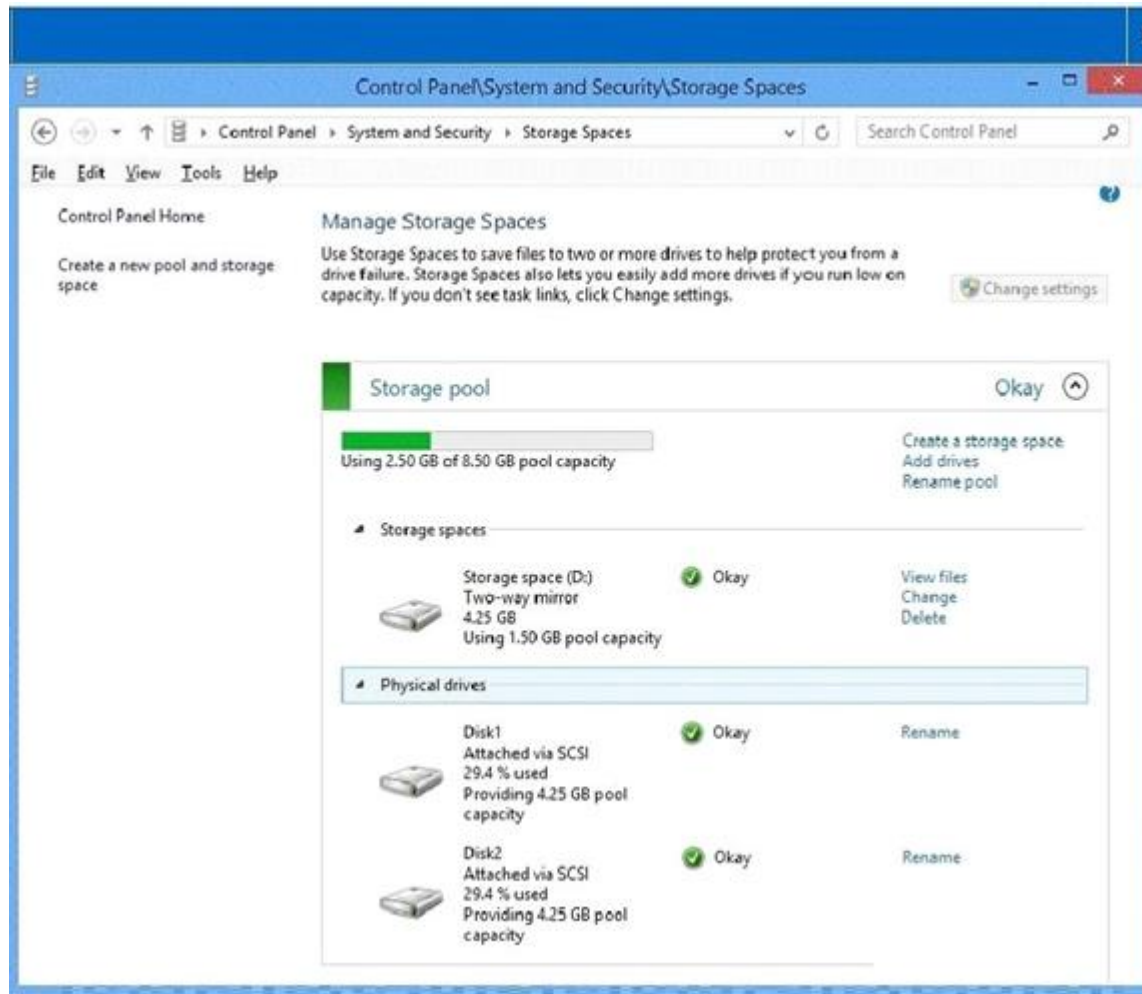 Control Panel\System and Security\Storage Spaces
Control Panel System and Security Storage Spaces
Search Control Panel
File Edit View Tools Help
Control Panel Home
Create a new pool and storage
space
Manage Storage Spaces
Use Storage Spaces to save files to two or more drives to help protect you from a
drive failure. Storage Spaces also lets you easily add more drives if you run low on
capacity. If you don't see task links, click Change settings.
Change settings
Storage pool
Okay
Using 2.50 GB of 8.50 GB pool capacity
Create a storage space
Add drives
Rename pool
Storage spaces
Storage space (D:)
Two-way mirror
4.25 GB
Using 1.50 GB pool capacity
Okay
View files
Change
Delete
Physical drives
Disk1
Attached via SCSI
29.4 % used
Providing 4.25 GB pool
capacity
Okay
Rename
Disk2
Attached via SCSI
29.4 % used
Providing 4.25 GB pool
capacity
Okay
Rename